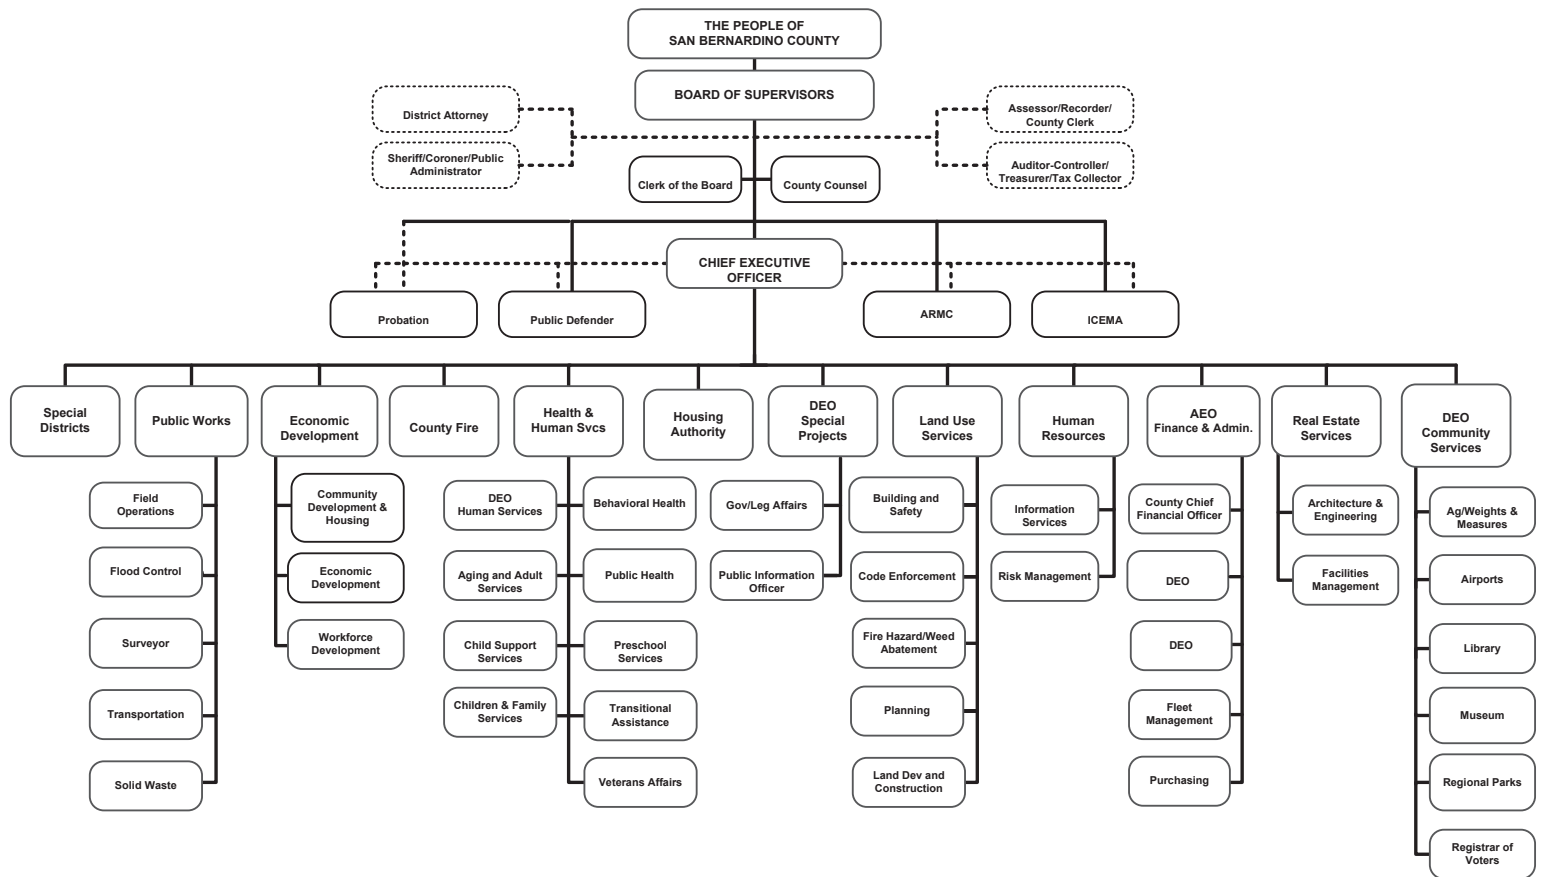 THE PEOPLE OF
SAN BERNARDINO COUNTY
BOARD OF SUPERVISORS
District Attorney
Assessor/Recorder/
County Clerk
Sheriff/Coroner/Public
Administrator
Auditor-Controller/
Treasurer/Tax Collector
Clerk of the Board
County Counsel
CHIEF EXECUTIVE
OFFICER
Probation
Public Defender
ARMC
ICEMA
Special
Districts
Public Works
Economic
Development
County Fire
Health &
Human Svcs
Housing
Authority
DEO
Special
Projects
Land Use
Services
Human
Resources
AEO
Finance & Admin.
Real Estate
Services
DEO
Community
Services
Field
Operations
Flood Control
Surveyor
Transportation
Solid Waste
Community
Development &
Housing
Economic
Development
Workforce
Development
DEO
Human Services
Behavioral Health
Aging and Adult
Services
Public Health
Child Support
Services
Preschool
Services
Children & Family
Services
Transitional
Assistance
Veterans Affairs
Gov/Leg Affairs
Public Information
Officer
Building and
Safety
Code Enforcement
Fire Hazard/Weed
Abatement
Planning
Land Dev and
Construction
Information
Services
Risk Management
County Chief
Financial Officer
DEO
DEO
Fleet
Management
Purchasing
Architecture &
Engineering
Facilities
Management
Ag/Weights &
Measures
Airports
Library
Museum
Regional Parks
Registrar of
Voters